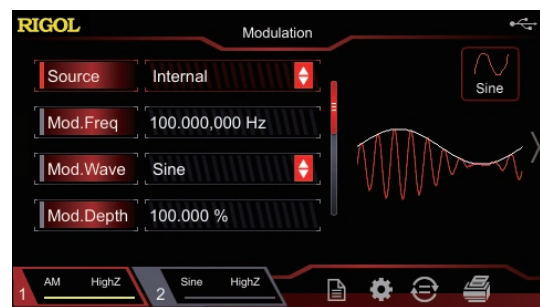 RIGOL
Modulation
Source
Internal
Sine
Mod.Freq
100.000,000 Hz
Mod.Wave
Sine
Mod.Depth
100.000 %
1
AM
HighZ
2
Sine
HighZ